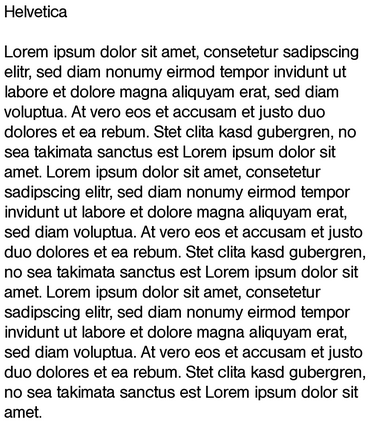 Helvetica
Lorem ipsum dolor sit amet, consetetur sadipscing
elitr, sed diam nonumy eirmod tempor invidunt ut
labore et dolore magna aliquyam erat, sed diam
voluptua. At vero eos et accusam et justo duo
dolores et ea rebum. Stet clita kasd gubergren, no
sea takimata sanctus est Lorem ipsum dolor sit
amet. Lorem ipsum dolor sit amet, consetetur
sadipscing elitr, sed diam nonumy eirmod tempor
invidunt ut labore et dolore magna aliquyam erat,
sed diam voluptua. At vero eos et accusam et justo
duo dolores et ea rebum. Stet clita kasd gubergren,
no sea takimata sanctus est Lorem ipsum dolor sit
amet. Lorem ipsum dolor sit amet, consetetur
sadipscing elitr, sed diam nonumy eirmod tempor
invidunt ut labore et dolore magna aliquyam erat,
sed diam voluptua. At vero eos et accusam et justo
duo dolores et ea rebum. Stet clita kasd gubergren,
no sea takimata sanctus est Lorem ipsum dolor sit
amet.